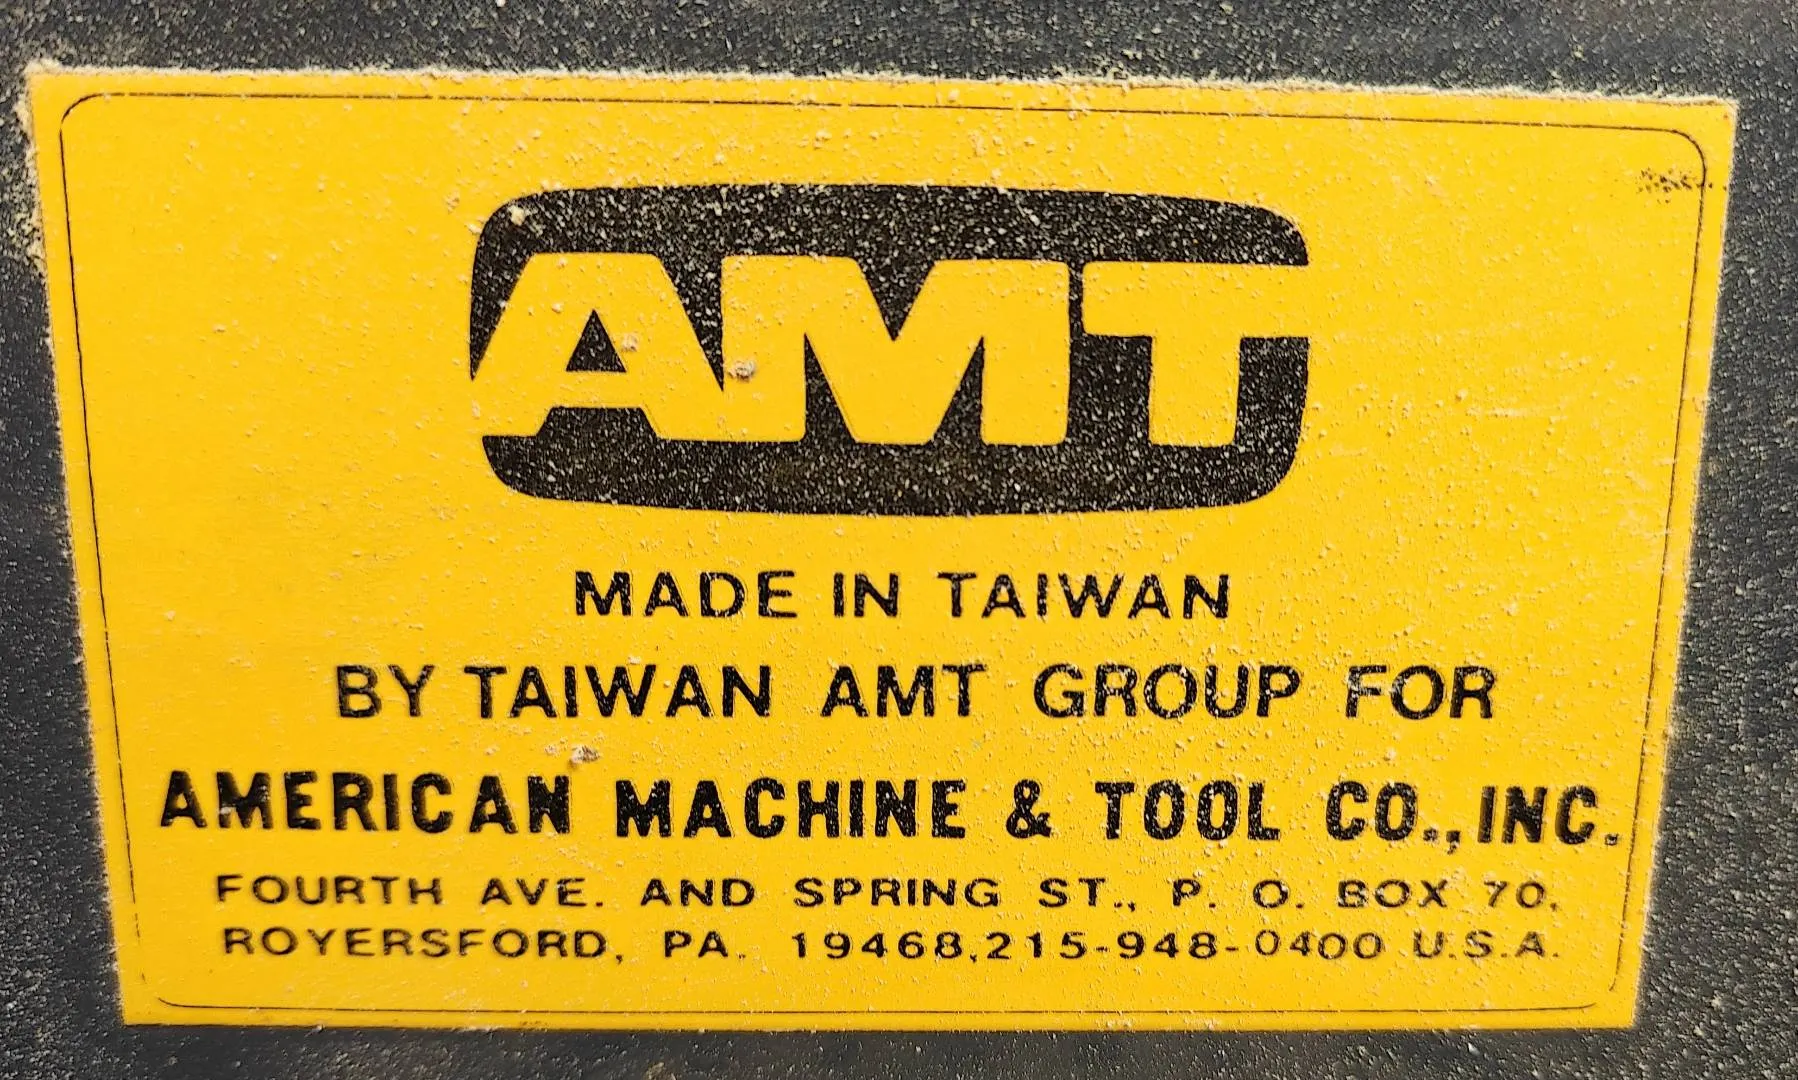 AMT
MADE IN TAIWAN
BY TAIWAN AMT GROUP FOR
AMERICAN MACHINE & TOOL CO., INC.
FOURTH AVE. AND SPRING ST., P. O. BOX 70,
ROYERSFORD, PA. 19468,215-948-0400 U.S.A.